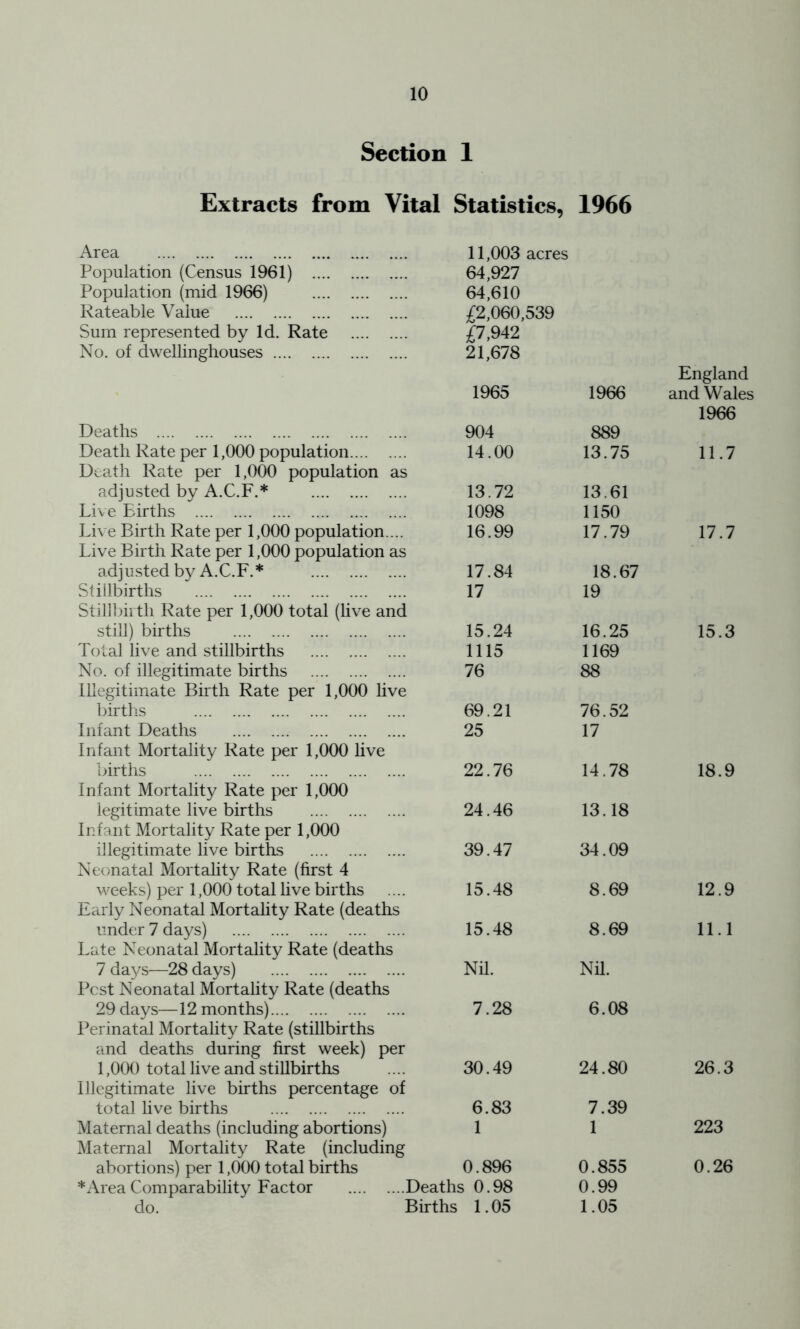 10
Section 1
Extracts from Vital Statistics, 1966
Area .... .... .... .... .... .... .... 11,003 acres
Population (Census 1961) .... .... .... 64,927
Population (mid 1966) .... .... .... 64,610
Rateable Value .... .... .... .... .... £2,060,539
Sum represented by 1d. Rate .... .... £7,942
No. of dwellinghouses .... .... .... .... 21,678
England
1965 1966 and Wales
1966
Deaths .... .... .... .... .... .... .... 904 889
Death Rate per 1,000 population.... .... 14.00 13.75 11.7
Death Rate per 1,000 population as
adjusted by A.C.F.* .... .... .... 13.72 13.61
Live Births .... .... .... .... .... .... 1098 1150
Live Birth Rate per 1,000 population.... 16.99 17.79 17.7
Live Birth Rate per 1,000 population as
adjusted by A.C.F.* .... .... .... 17.84 18.67
Stillbirths .... .... .... .... .... .... 17 19
Stillbirth Rate per 1,000 total (live and
still) births .... .... .... .... .... 15.24 16.25 15.3
Total live and stillbirths .... .... .... 1115 1169
No. of illegitimate births .... .... .... 76 88
Illegitimate Birth Rate per 1,000 live
births .... .... .... .... .... .... 69.21 76.52
Infant Deaths .... .... .... .... .... 25 17
Infant Mortality Rate per 1,000 live
births .... .... .... .... .... .... 22.76 14.78 18.9
Infant Mortality Rate per 1,000
legitimate live births .... .... .... 24.46 13.18
Infant Mortality Rate per 1,000
illegitimate live births .... .... .... 39.47 34.09
Neonatal Mortality Rate (first 4
weeks) per 1,000 total live births .... 15.48 8.69 12.9
Early Neonatal Mortality Rate (deaths
under 7 days) .... .... .... .... .... 15.48 8.69 11.1
Late Neonatal Mortality Rate (deaths
7 days—28 days) .... .... .... .... Nil. Nil.
Post Neonatal Mortality Rate (deaths
29 days—12 months).... .... .... .... 7.28 6.08
Perinatal Mortality Rate (stillbirths
and deaths during first week) per
1,000 total live and stillbirths .... 30.49 24.80 26.3
Illegitimate live births percentage of
total live births .... .... .... .... 6.83 7.39
Maternal deaths (including abortions) 1 1 223
Maternal Mortality Rate (including
abortions) per 1,000 total births 0.896 0.855 0.26
*Area Comparability Factor .... ....Deaths 0.98 0.99
do. Births 1.05 1.05